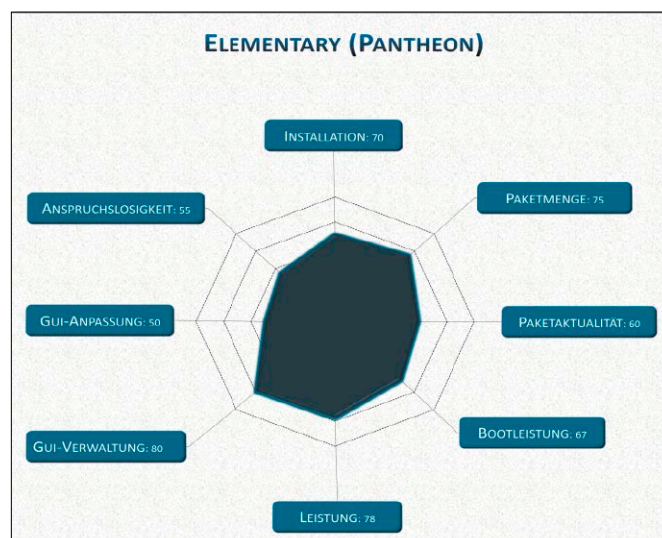 ELEMENTARY (PANTHEON)
INSTALLATION: 70
ANSPRUCHSLOSIGKEIT: 55
PAKETMENGE: 75
GUI-ANPASSUNG: 50
PAKETAKTUALITÄT: 60
GUI-VERWALTUNG: 80
BOOTLEISTUNG: 67
LEISTUNG: 78